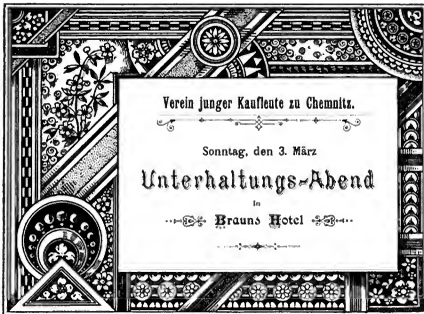 Verein junger Kaufleute zu Chemnitz.
Sonntag, den 3. März
Unterhaltungs-Abend
in
Brauns Hotel